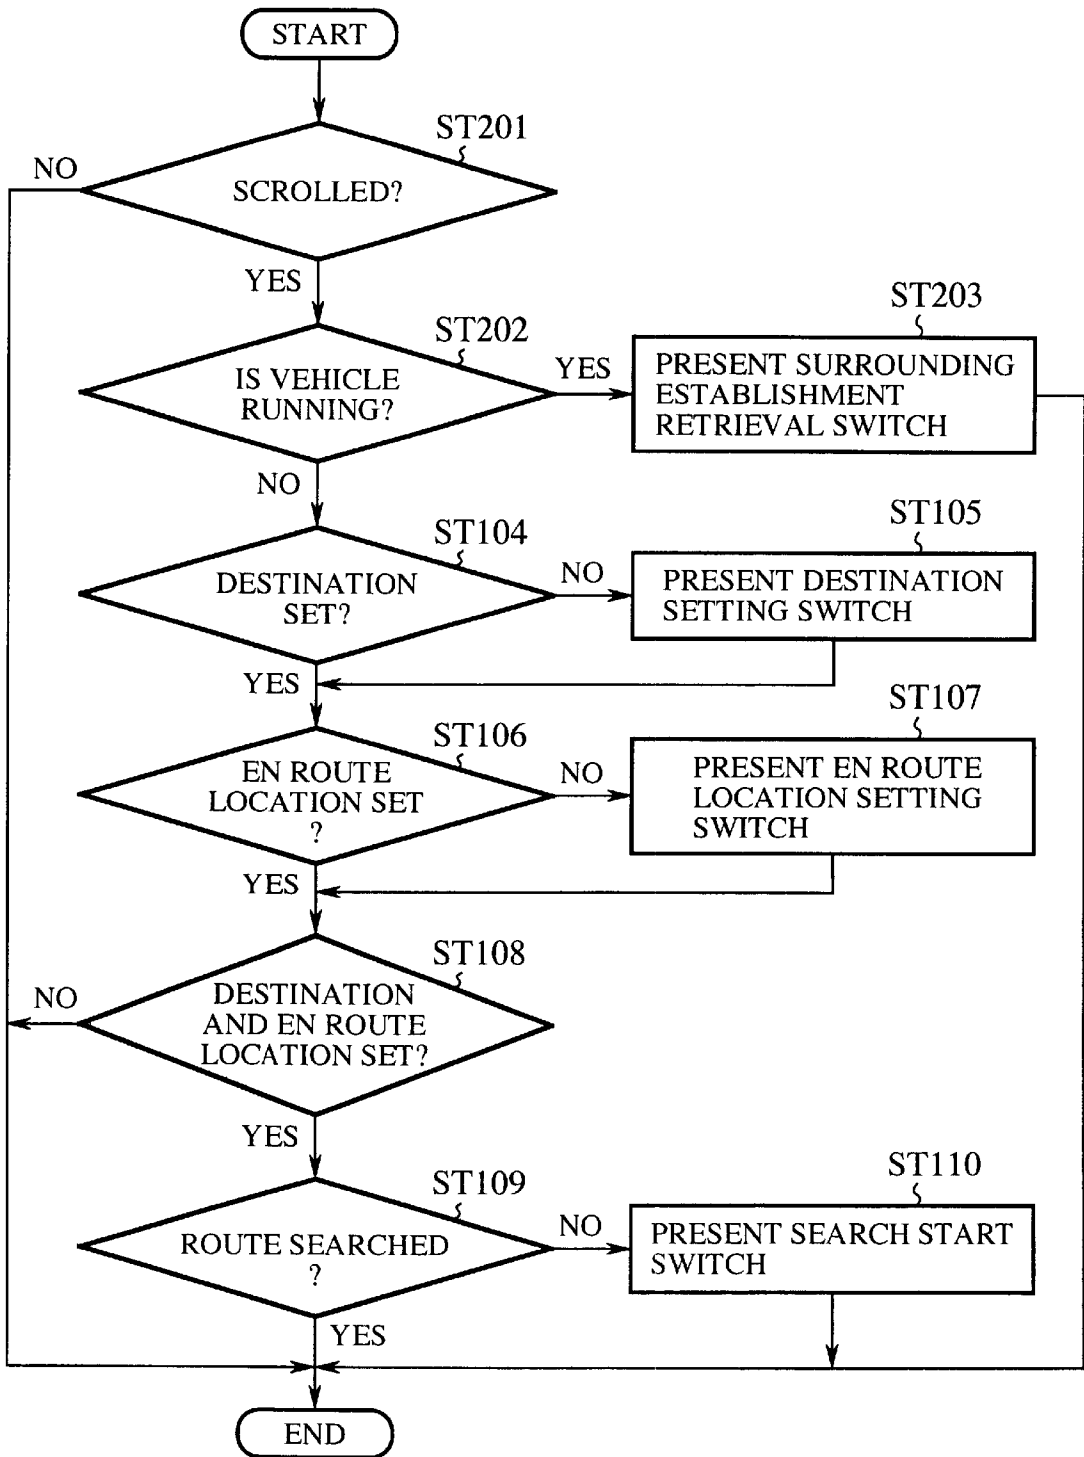 START
ST201
NO
SCROLLED?
YES
ST202
IS VEHICLE
RUNNING?
YES
ST203
PRESENT SURROUNDING
ESTABLISHMENT
RETRIEVAL SWITCH
NO
ST104
DESTINATION
SET?
NO
ST105
PRESENT DESTINATION
SETTING SWITCH
YES
ST106
EN ROUTE
LOCATION SET
?
NO
ST107
PRESENT EN ROUTE
LOCATION SETTING
SWITCH
YES
ST108
NO
DESTINATION
AND EN ROUTE
LOCATION SET?
YES
ST109
ROUTE SEARCHED
?
NO
ST110
PRESENT SEARCH START
SWITCH
YES
END